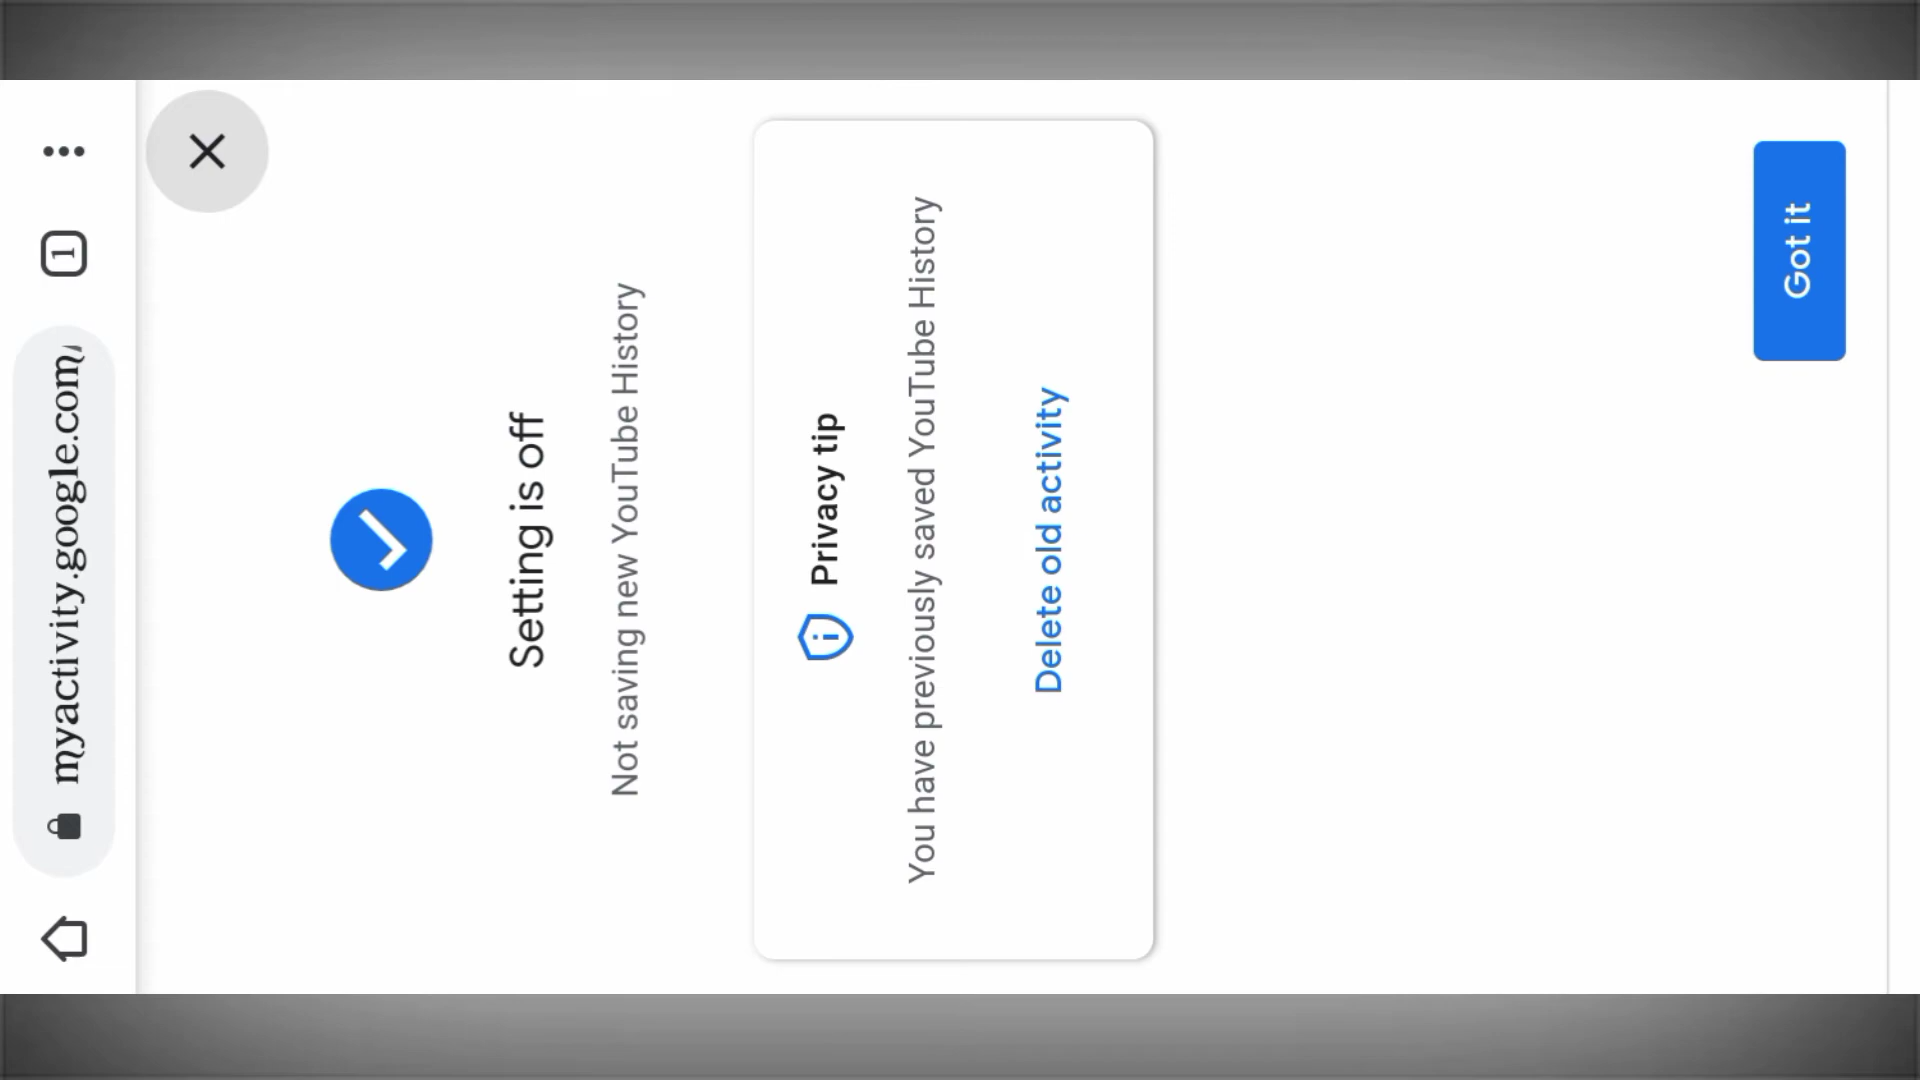 myactivity.google.com/
1
Setting is off
Not saving new YouTube History
Privacy tip
You have previously saved YouTube History
Delete old activity
Got it